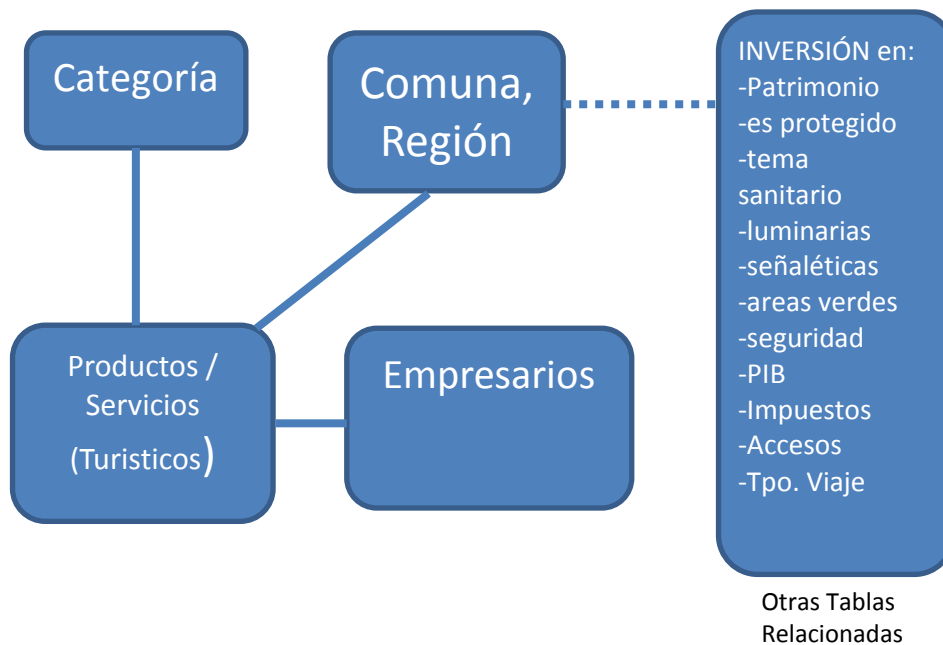 Categoría
Comuna,
Región
INVERSIÓN en:
-Patrimonio
-es protegido
-tema
sanitario
-luminarias
-señaléticas
-areas verdes
-seguridad
-PIB
-Impuestos
-Accesos
-Tpo. Viaje
Productos /
Servicios
(Turisticos)
Empresarios
Otras Tablas
Relacionadas